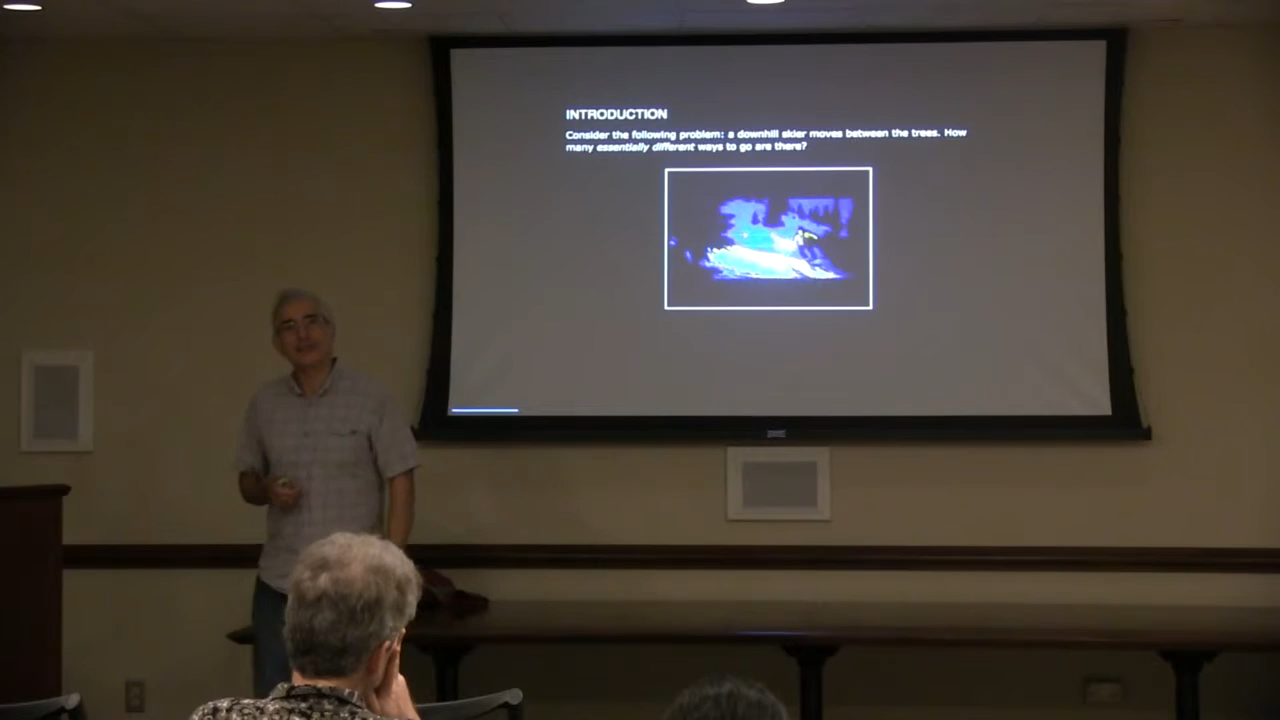 INTRODUCTION
Consider the following problem: a downhill skier moves between the trees. How
many essentially different ways to go are there?